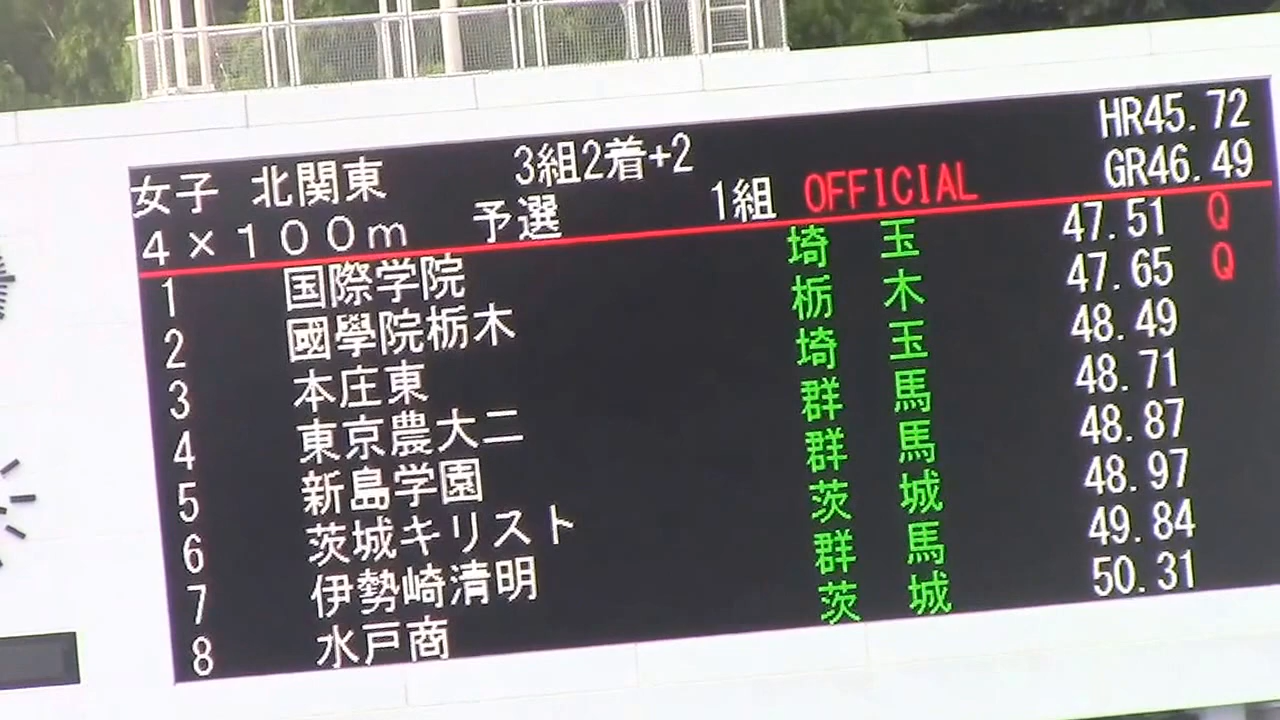 女子 北関東 3組2着+2 HR45.72
4×100m 予選 1組 OFFICIAL GR46.49
1 国際学院 埼玉 47.51 Q
2 國學院栃木 栃木 47.65 Q
3 本庄東 埼玉 48.49
4 東京農大二 群馬 48.71
5 新島学園 群馬 48.87
6 茨城キリスト 茨城 48.97
7 伊勢崎清明 群馬 49.84
8 水戸商 茨城 50.31